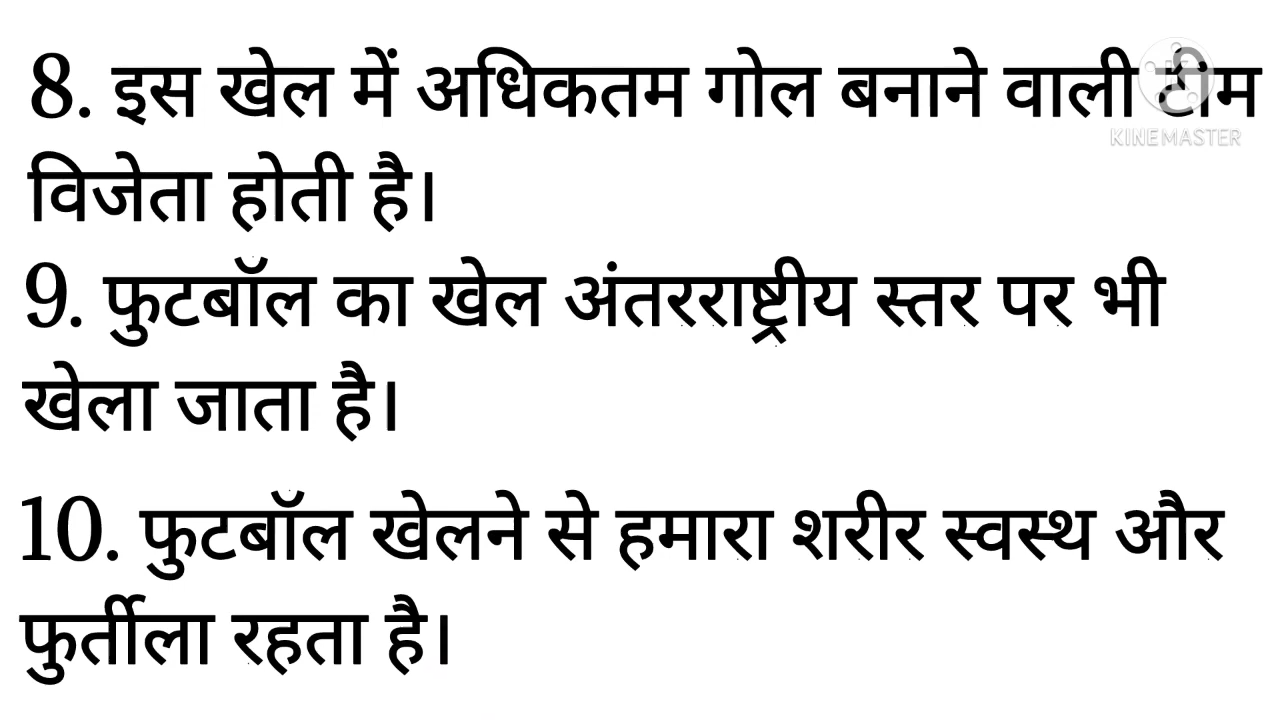 8. इस खेल में अधिकतम गोल बनाने वाली टीम
KINEMASTER
विजेता होती है।
9. फुटबॉल का खेल अंतरराष्ट्रीय स्तर पर भी
खेला जाता है।
10. फुटबॉल खेलने से हमारा शरीर स्वस्थ और
फुर्तीला रहता है।